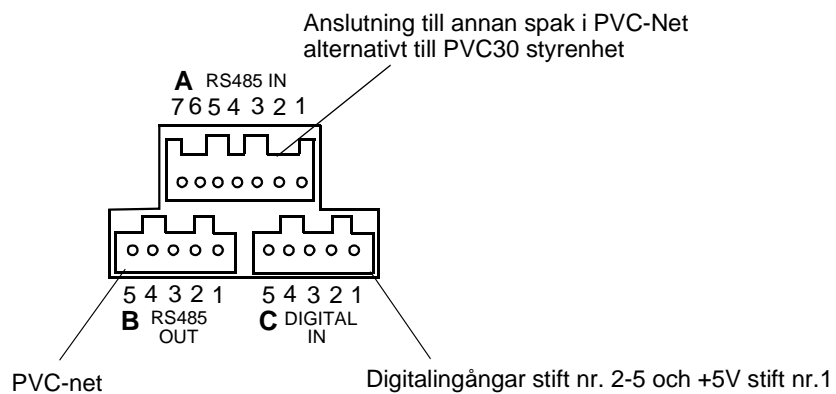 Anslutning till annan spak i PVC-Net
alternativt till PVC30 styrenhet
A RS485 IN
7 6 5 4 3 2 1
5 4 3 2 1
B RS485
OUT
5 4 3 2 1
C DIGITAL
IN
PVC-net
Digitalingångar stift nr. 2-5 och +5V stift nr.1